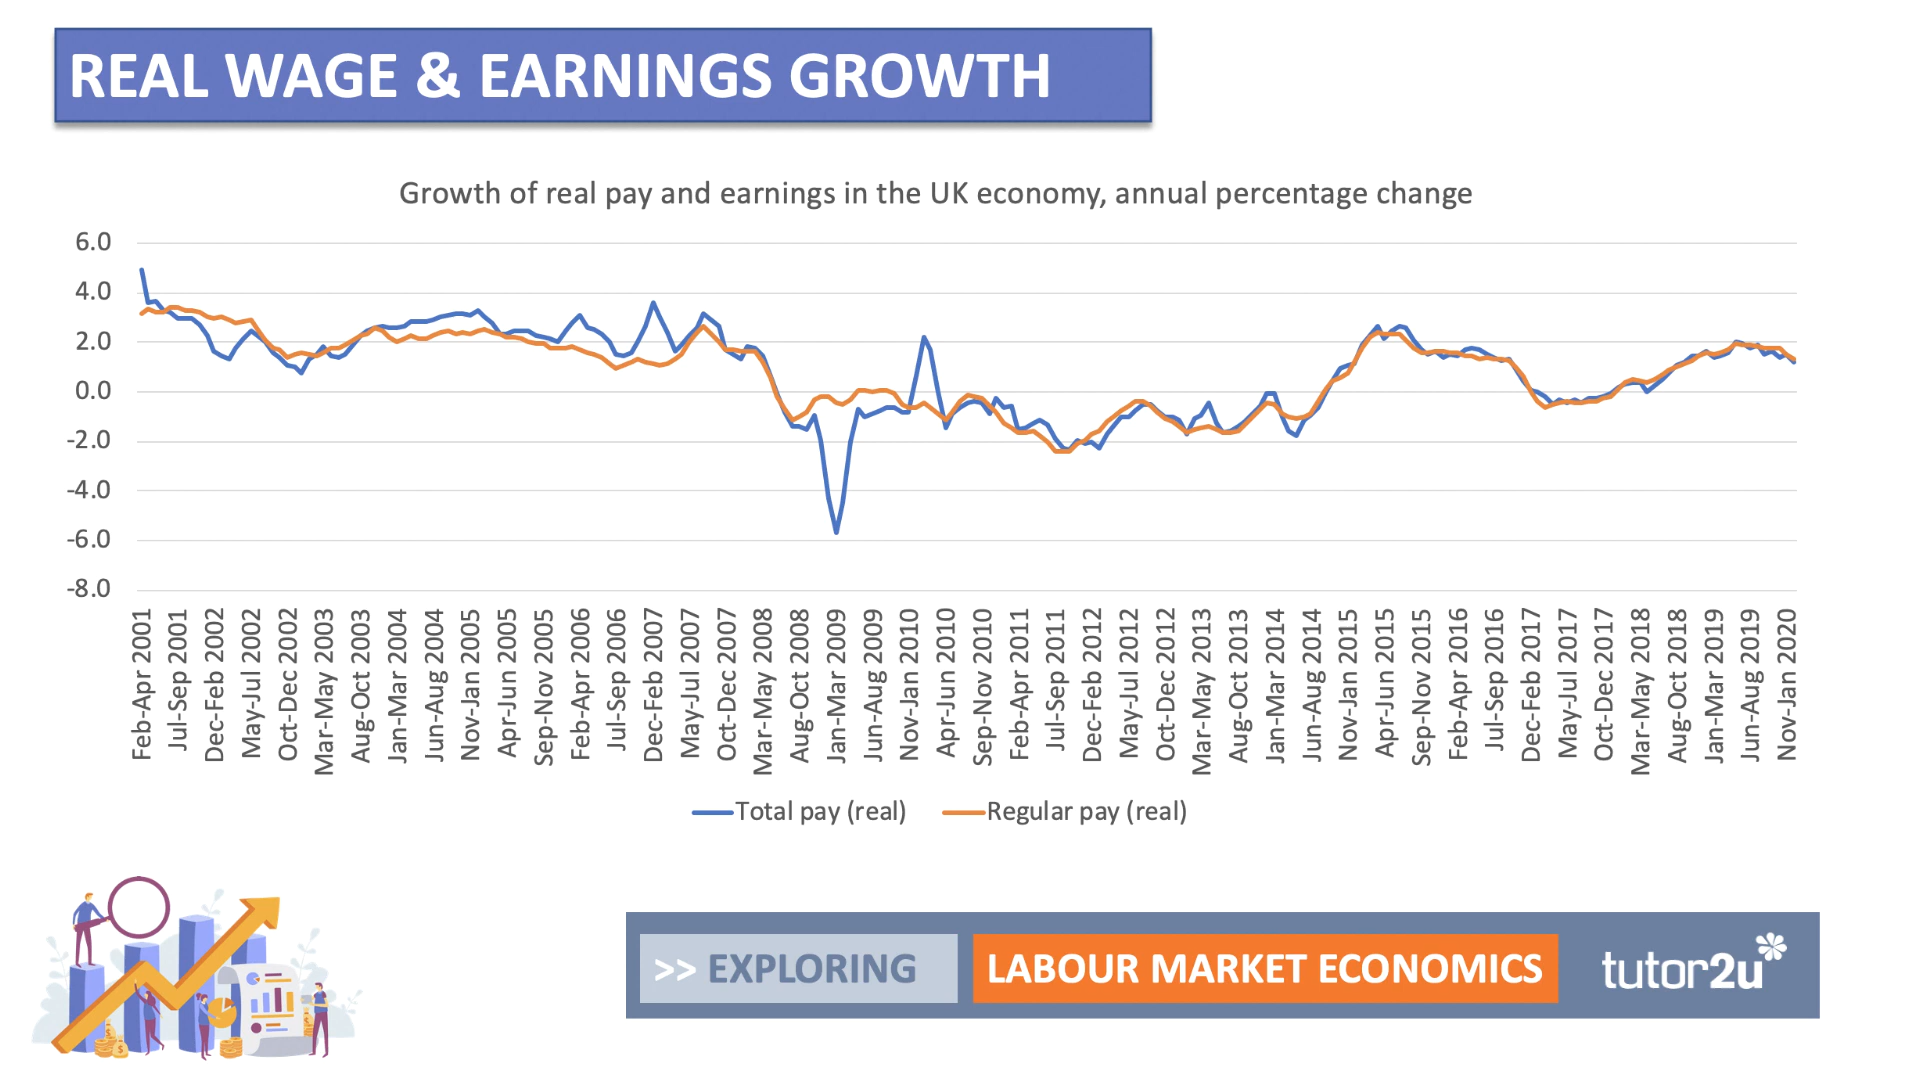 REAL WAGE & EARNINGS GROWTH
Growth of real pay and earnings in the UK economy, annual percentage change
6.0
4.0
2.0
0.0
-2.0
-4.0
-6.0
-8.0
Feb-Apr 2001
Jul-Sep 2001
Dec-Feb 2002
May-Jul 2002
Oct-Dec 2002
Mar-May 2003
Aug-Oct 2003
Jan-Mar 2004
Jun-Aug 2004
Nov-Jan 2005
Apr-Jun 2005
Sep-Nov 2005
Feb-Apr 2006
Jul-Sep 2006
Dec-Feb 2007
May-Jul 2007
Oct-Dec 2007
Mar-May 2008
Aug-Oct 2008
Jan-Mar 2009
Jun-Aug 2009
Nov-Jan 2010
Apr-Jun 2010
Sep-Nov 2010
Feb-Apr 2011
Jul-Sep 2011
Dec-Feb 2012
May-Jul 2012
Oct-Dec 2012
Mar-May 2013
Aug-Oct 2013
Jan-Mar 2014
Jun-Aug 2014
Nov-Jan 2015
Apr-Jun 2015
Sep-Nov 2015
Feb-Apr 2016
Jul-Sep 2016
Dec-Feb 2017
May-Jul 2017
Oct-Dec 2017
Mar-May 2018
Aug-Oct 2018
Jan-Mar 2019
Jun-Aug 2019
Nov-Jan 2020
Total pay (real)
Regular pay (real)
>> EXPLORING
LABOUR MARKET ECONOMICS
tutor2u